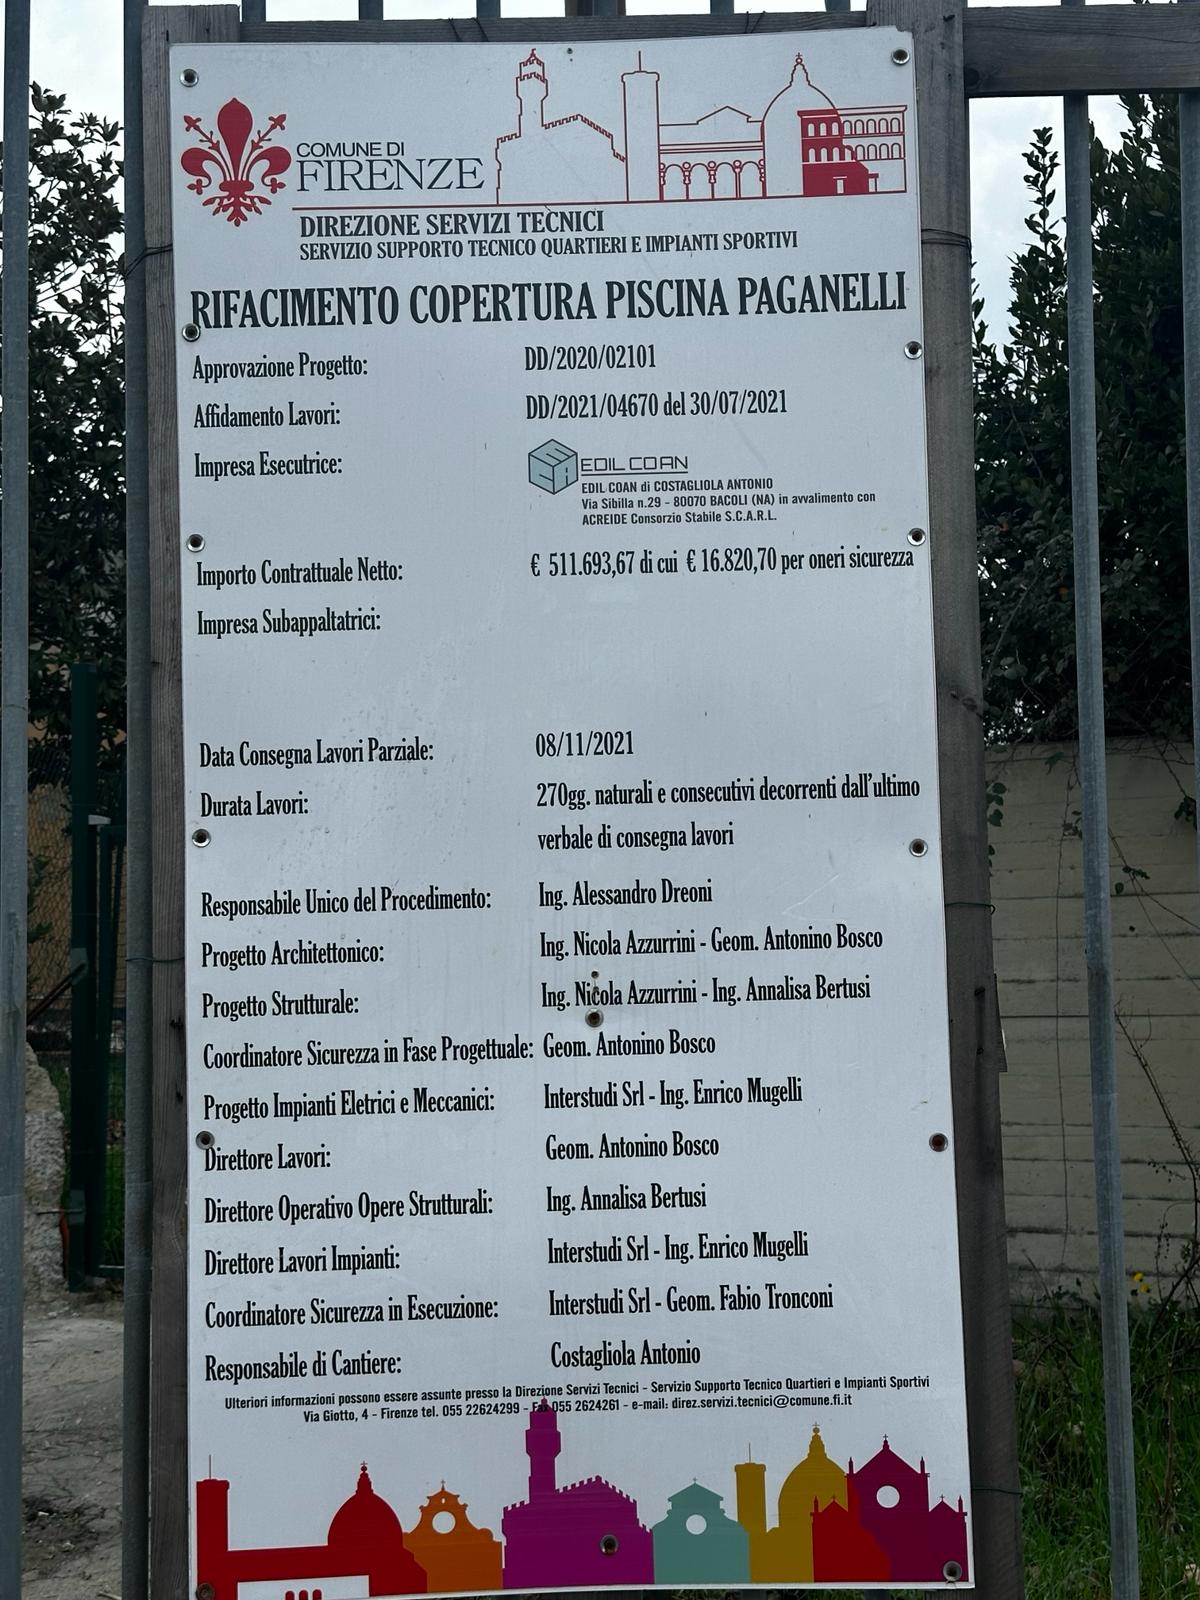 COMUNE DI
FIRENZE
DIREZIONE SERVIZI TECNICI
SERVIZIO SUPPORTO TECNICO QUARTIERI E IMPIANTI SPORTIVI
RIFACIMENTO COPERTURA PISCINA PAGANELLI
Approvazione Progetto: DD/2020/02101
Affidamento Lavori: DD/2021/04670 del 30/07/2021
Impresa Esecutrice: EDIL COAN
EDIL COAN di COSTAGLIOLA ANTONIO
Via Sibilla n.29 - 80070 BACOLI (NA) in avvalimento con
ACREIDE Consorzio Stabile S.C.A.R.L.
Importo Contrattuale Netto: € 511.693,67 di cui € 16.820,70 per oneri sicurezza
Impresa Subappaltatrici:
Data Consegna Lavori Parziale: 08/11/2021
Durata Lavori: 270gg. naturali e consecutivi decorrenti dall'ultimo
verbale di consegna lavori
Responsabile Unico del Procedimento: Ing. Alessandro Dreoni
Progetto Architettonico: Ing. Nicola Azzurrini - Geom. Antonino Bosco
Progetto Strutturale: Ing. Nicola Azzurrini - Ing. Annalisa Bertusi
Coordinatore Sicurezza in Fase Progettuale: Geom. Antonino Bosco
Progetto Impianti Eletrici e Meccanici: Interstudi Srl - Ing. Enrico Mugelli
Direttore Lavori: Geom. Antonino Bosco
Direttore Operativo Opere Strutturali: Ing. Annalisa Bertusi
Direttore Lavori Impianti: Interstudi Srl - Ing. Enrico Mugelli
Coordinatore Sicurezza in Esecuzione: Interstudi Srl - Geom. Fabio Tronconi
Responsabile di Cantiere: Costagliola Antonio
Ulteriori informazioni possono essere assunte presso la Direzione Servizi Tecnici - Servizio Supporto Tecnico Quartieri e Impianti Sportivi
Via Giotto, 4 - Firenze tel. 055 22624299 - Fax 055 2624261 - e-mail: direz.servizi.tecnici@comune.fi.it